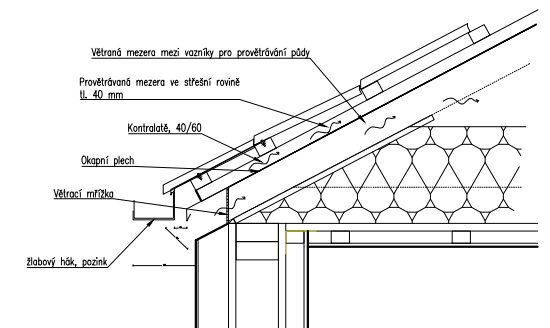 Větraná mezera mezi vazníky pro provětrávání půdy
Provětrávaná mezera ve střešní rovině
tl. 40 mm
Kontralatě, 40/60
Okapní plech
Větrací mřížka
žlabový hák, pozink